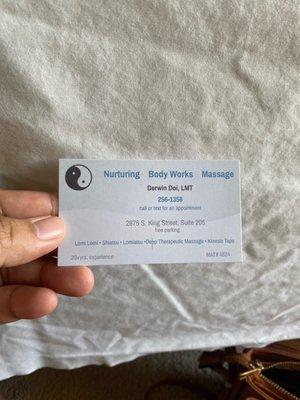 Nurturing Body Works Massage
Derwin Doi, LMT
256-1358
call or text for an appointment
2875 S. King Street, Suite 205
free parking
Lomi Lomi • Shiatsu • Lomiatsu •Deep Therapeutic Massage • Kinesio Tape
20+yrs. experience MAT# 4824